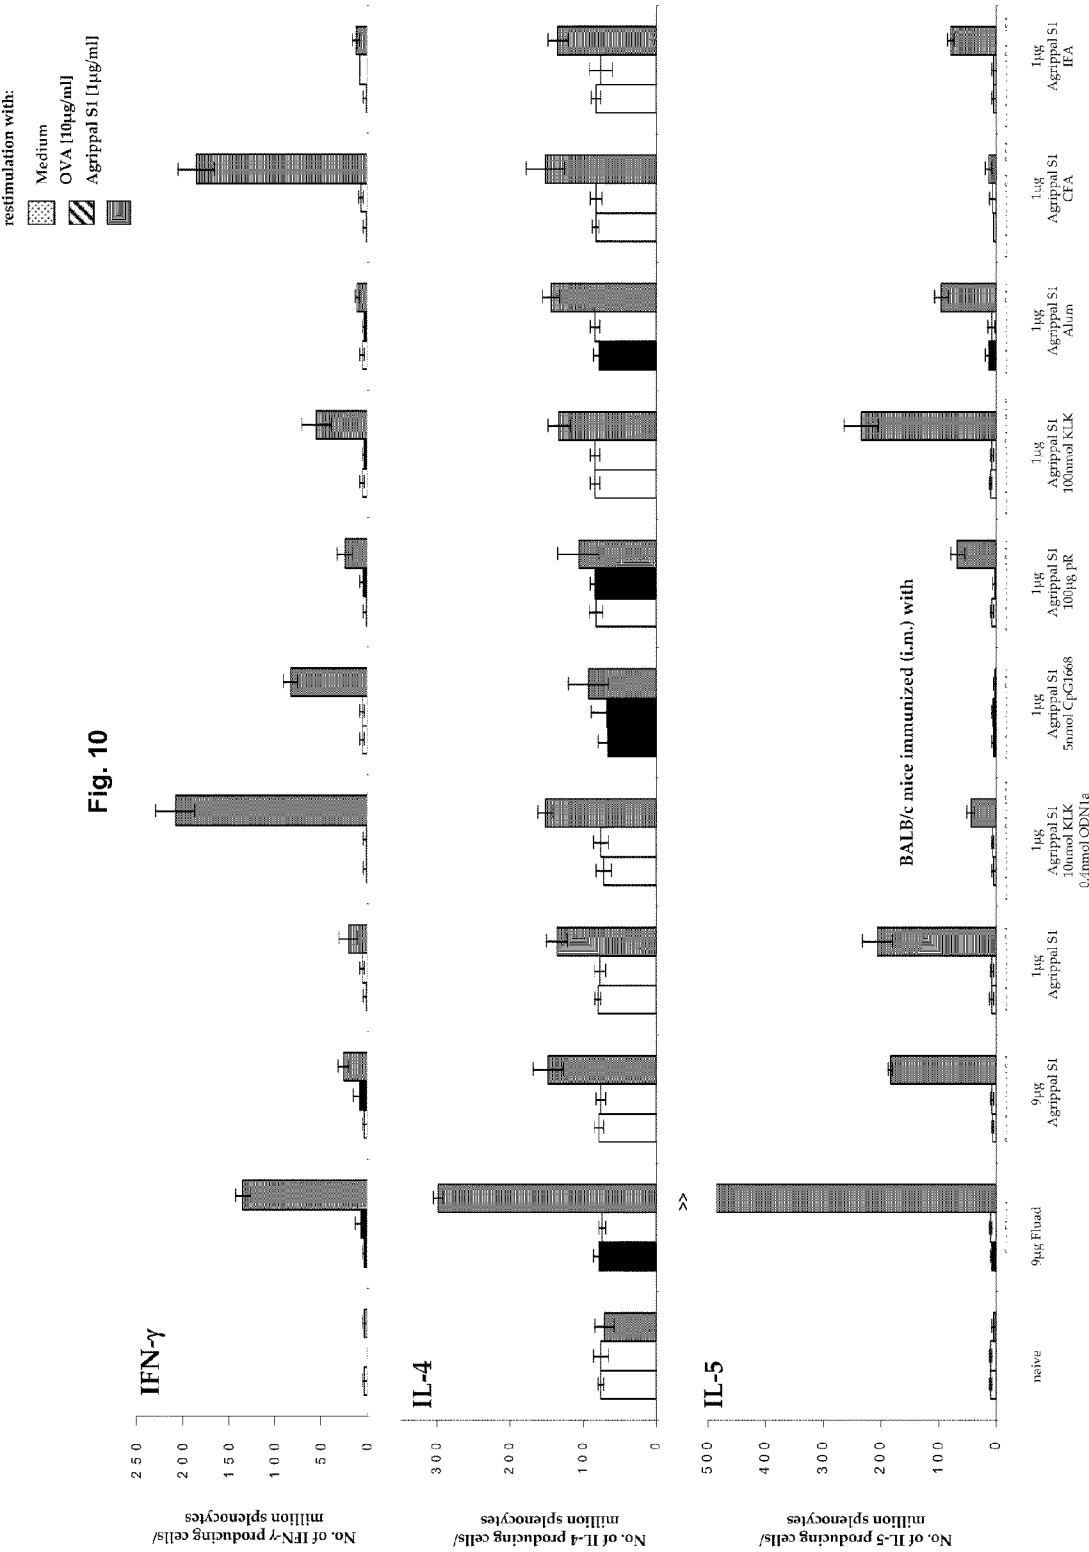 Fig. 10
restimulation with:
Medium
OVA [10µg/ml]
Agrippal S1 [1µg/ml]
IFN-γ
No. of IFN-γ producing cells/
million splenocytes
250
200
150
100
50
0
IL-4
No. of IL-4 producing cells/
million splenocytes
300
200
100
0
>>
IL-5
No. of IL-5 producing cells/
million splenocytes
500
400
300
200
100
0
BALB/c mice immunized (i.m.) with
naive
9µg Fluad
9µg
Agrippal S1
1µg
Agrippal S1
1µg
Agrippal S1
10nmol KLK
0.4nmol ODN1a
1µg
Agrippal S1
5nmol CpG1668
1µg
Agrippal S1
100µg pR
1µg
Agrippal S1
100nmol KLK
1µg
Agrippal S1
Alum
1µg
Agrippal S1
CFA
1µg
Agrippal S1
IFA